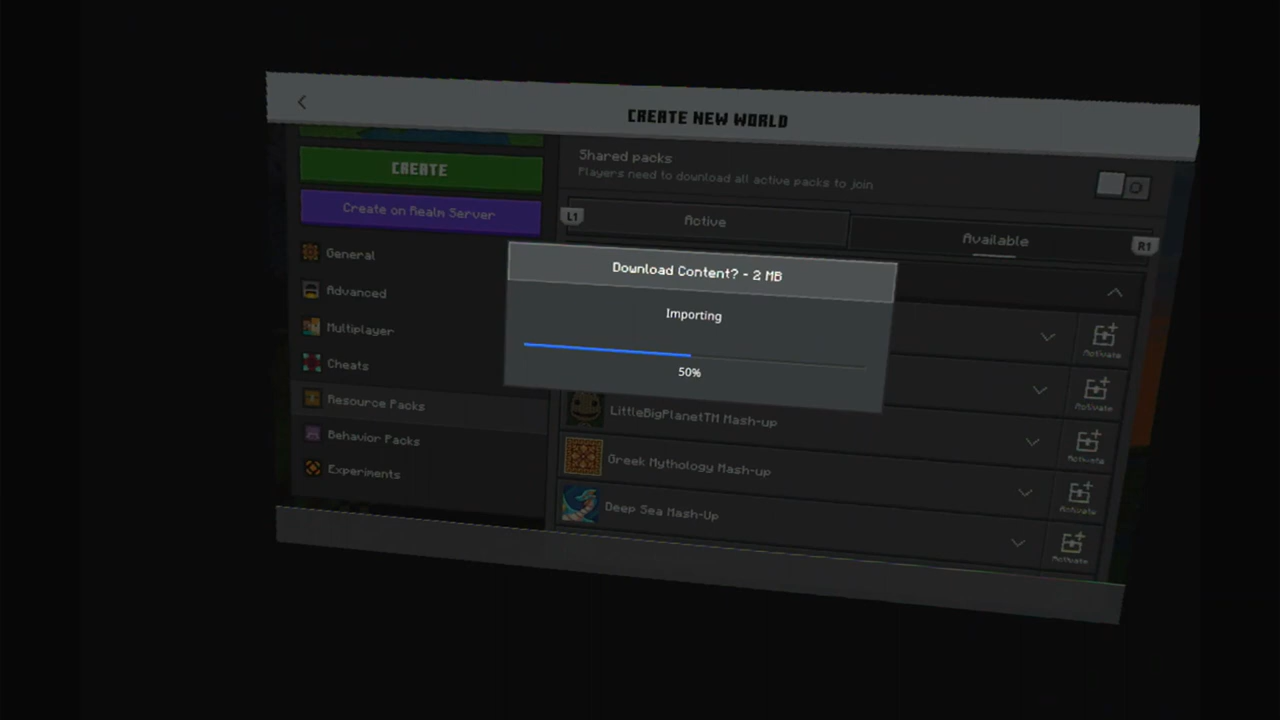 CREATE NEW WORLD
CREATE
Create on Realm Server
General
Advanced
Multiplayer
Cheats
Resource Packs
Behavior Packs
Experiments
Shared packs
Players need to download all active packs to join
L1
Active
Available
R1
Download Content? - 2 MB
Importing
50%
Activate
Activate
LittleBigPlanetTM Mash-up
Activate
Greek Mythology Mash-up
Activate
Deep Sea Mash-Up
Activate